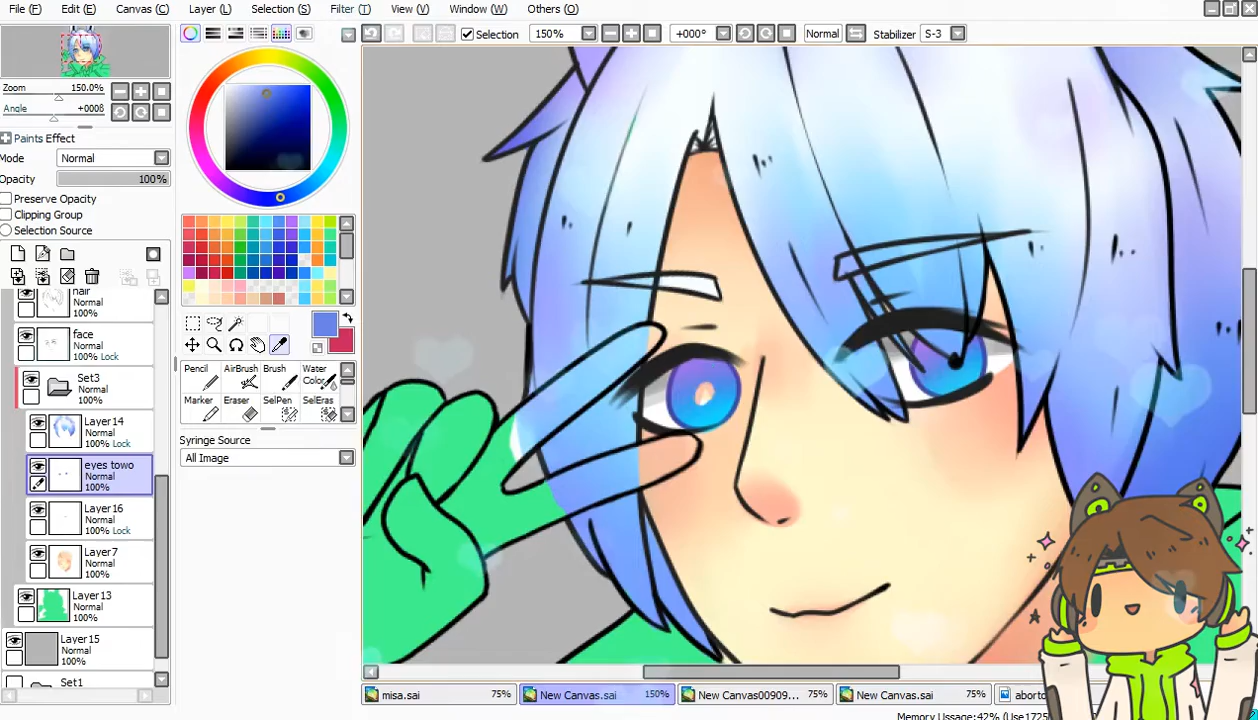 File (F) Edit (E) Canvas (C) Layer (L) Selection (S) Filter (T) View (V) Window (W) Others (O)
Selection 150% +000° Normal Stabilizer S-3
Zoom 150.0%
Angle +000ß
Paints Effect
Mode Normal
Opacity 100%
Preserve Opacity
Clipping Group
Selection Source
hair
Normal
100%
face
Normal
100% Lock
Set3
Normal
100%
Layer14
Normal
100% Lock
eyes towo
Normal
100%
Layer16
Normal
100% Lock
Layer7
Normal
100%
Layer13
Normal
100%
Layer15
Normal
100%
Set1
Pencil AirBrush Brush Water Color
Marker Eraser SelPen SelEras
Syringe Source
All Image
misa.sai 75% New Canvas.sai 150% New Canvas00909... 75% New Canvas.sai 75% aborto
Memory Usage:42% (Use1725